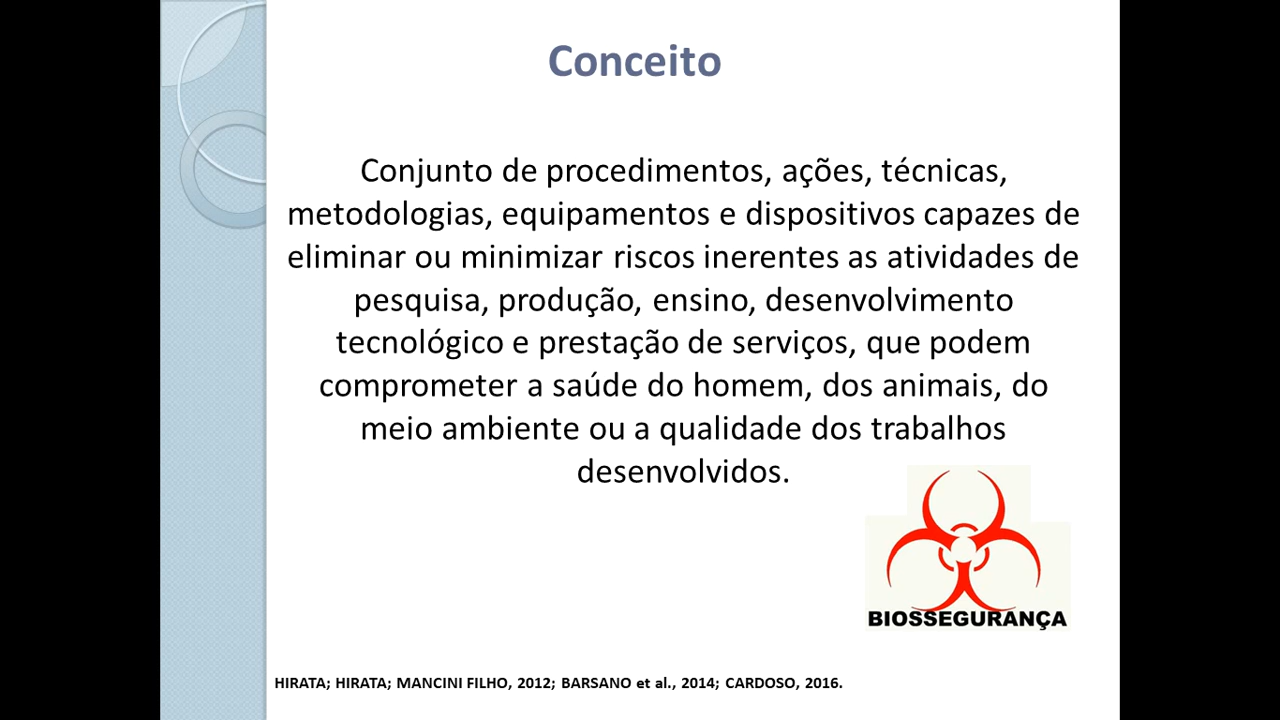 Conceito
Conjunto de procedimentos, ações, técnicas,
metodologias, equipamentos e dispositivos capazes de
eliminar ou minimizar riscos inerentes as atividades de
pesquisa, produção, ensino, desenvolvimento
tecnológico e prestação de serviços, que podem
comprometer a saúde do homem, dos animais, do
meio ambiente ou a qualidade dos trabalhos
desenvolvidos.
BIOSSEGURANÇA
HIRATA; HIRATA; MANCINI FILHO, 2012; BARSANO et al., 2014; CARDOSO, 2016.